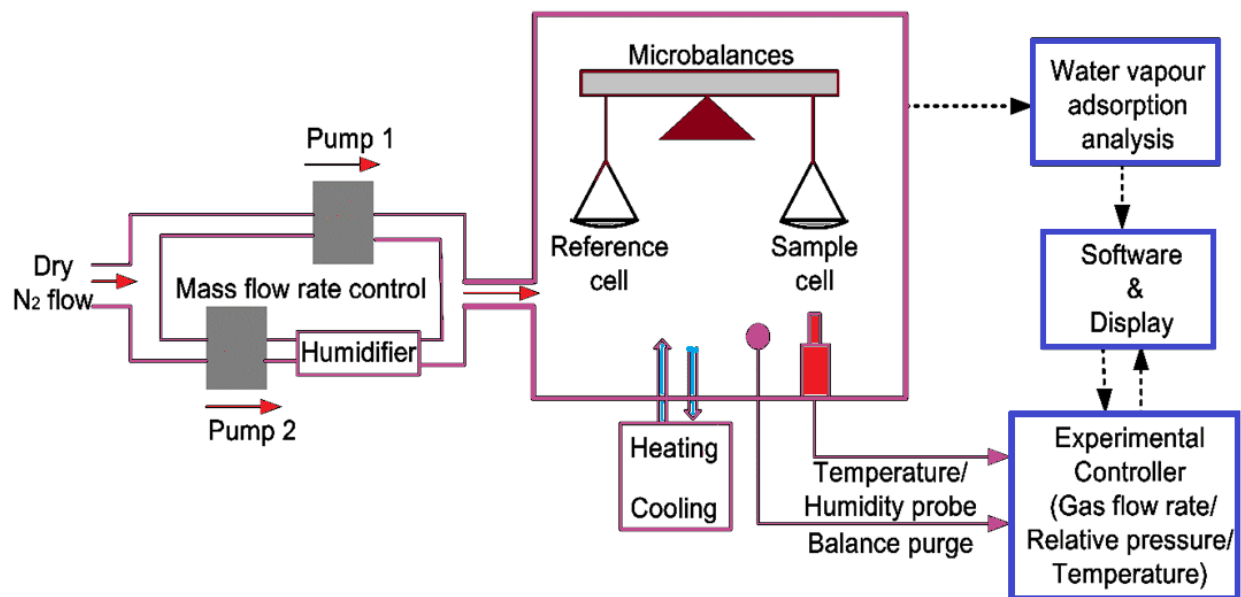 Microbalances
Pump 1
Reference
cell
Sample
cell
Dry
N2 flow
Mass flow rate control
Humidifier
Pump 2
Heating
Cooling
Temperature/
Humidity probe
Balance purge
Water vapour
adsorption
analysis
Software
&
Display
Experimental
Controller
(Gas flow rate/
Relative pressure/
Temperature)